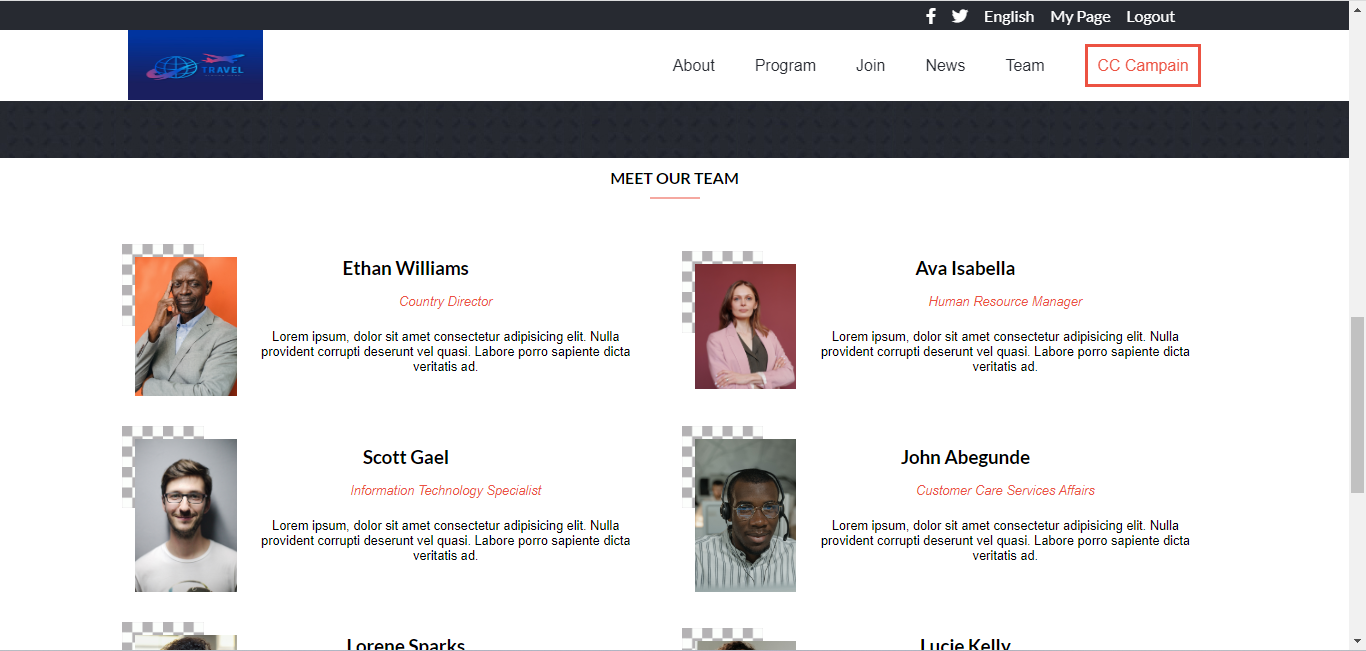 English My Page Logout
TRAVEL
About Program Join News Team CC Campain
MEET OUR TEAM
Ethan Williams
Country Director
Lorem ipsum, dolor sit amet consectetur adipisicing elit. Nulla
provident corrupti deserunt vel quasi. Labore porro sapiente dicta
veritatis ad.
Ava Isabella
Human Resource Manager
Lorem ipsum, dolor sit amet consectetur adipisicing elit. Nulla
provident corrupti deserunt vel quasi. Labore porro sapiente dicta
veritatis ad.
Scott Gael
Information Technology Specialist
Lorem ipsum, dolor sit amet consectetur adipisicing elit. Nulla
provident corrupti deserunt vel quasi. Labore porro sapiente dicta
veritatis ad.
John Abegunde
Customer Care Services Affairs
Lorem ipsum, dolor sit amet consectetur adipisicing elit. Nulla
provident corrupti deserunt vel quasi. Labore porro sapiente dicta
veritatis ad.
Lorene Sparks
Lucie Kelly